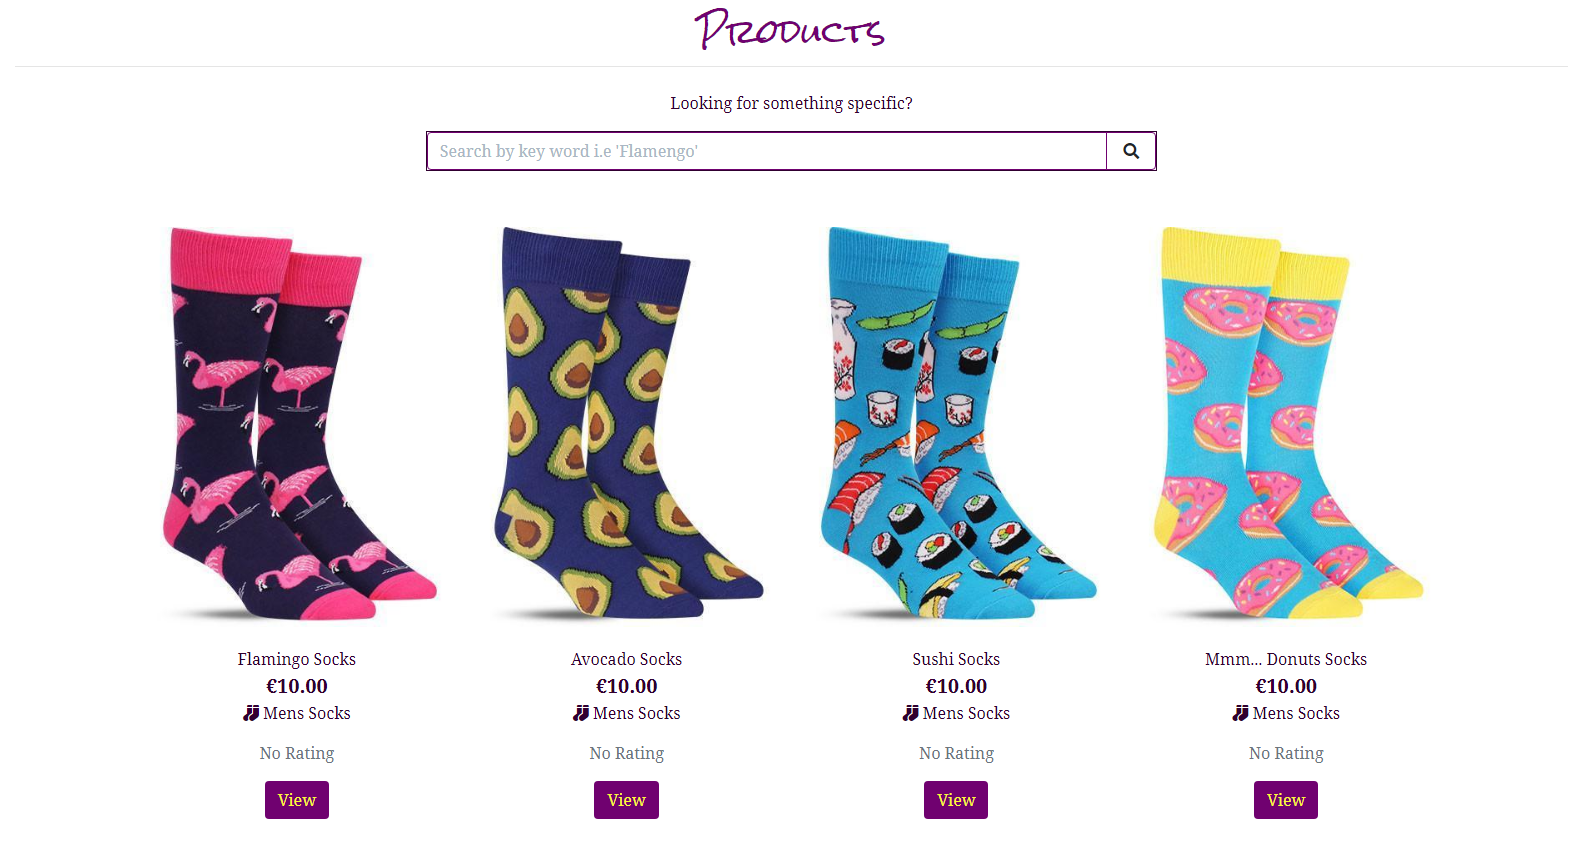 Products
Looking for something specific?
Search by key word i.e 'Flamengo'
Flamingo Socks
€10.00
Mens Socks
No Rating
View
Avocado Socks
€10.00
Mens Socks
No Rating
View
Sushi Socks
€10.00
Mens Socks
No Rating
View
Mmm... Donuts Socks
€10.00
Mens Socks
No Rating
View